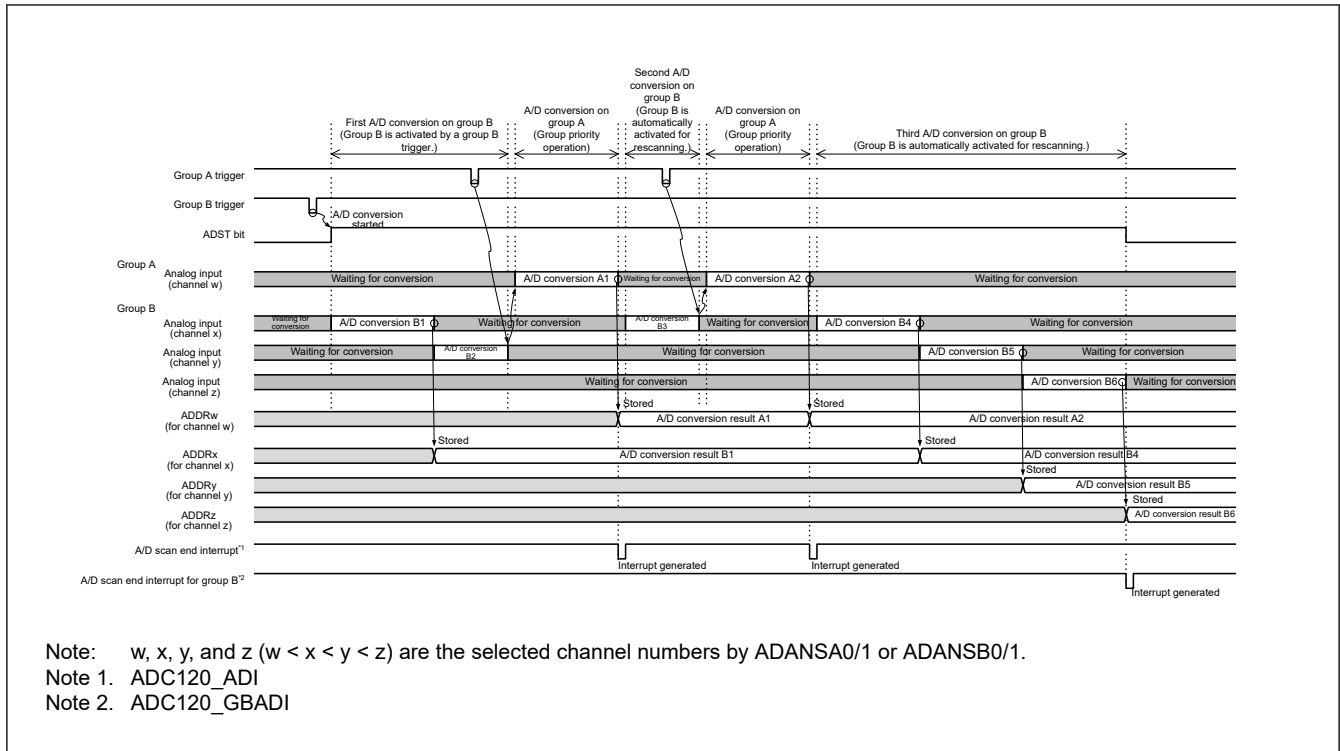 Second A/D
conversion on
group B
(Group B is
automatically
activated for
rescanning.)
First A/D conversion on group B
(Group B is activated by a group B
trigger.)
A/D conversion on
group A
(Group priority
operation)
A/D conversion on
group A
(Group priority
operation)
Third A/D conversion on group B
(Group B is automatically activated for rescanning.)
Group A trigger
Group B trigger
A/D conversion
started
ADST bit
Group A
Analog input
(channel w)
Waiting for conversion
A/D conversion A1
Waiting for conversion
A/D conversion A2
Waiting for conversion
Group B
Analog input
(channel x)
Waiting for
conversion
A/D conversion B1
Waiting for conversion
A/D conversion
B3
Waiting for conversion
A/D conversion B4
Waiting for conversion
Analog input
(channel y)
Waiting for conversion
A/D conversion
B2
Waiting for conversion
A/D conversion B5
Waiting for conversion
Analog input
(channel z)
Waiting for conversion
A/D conversion B6
Waiting for conversion
Stored
Stored
ADDRw
(for channel w)
A/D conversion result A1
A/D conversion result A2
Stored
Stored
ADDRx
(for channel x)
A/D conversion result B1
A/D conversion result B4
Stored
ADDRy
(for channel y)
A/D conversion result B5
Stored
ADDRz
(for channel z)
A/D conversion result B6
A/D scan end interrupt*1
Interrupt generated
Interrupt generated
A/D scan end interrupt for group B*2
Interrupt generated
Note: w, x, y, and z (w < x < y < z) are the selected channel numbers by ADANSA0/1 or ADANSB0/1.
Note 1. ADC120_ADI
Note 2. ADC120_GBADI